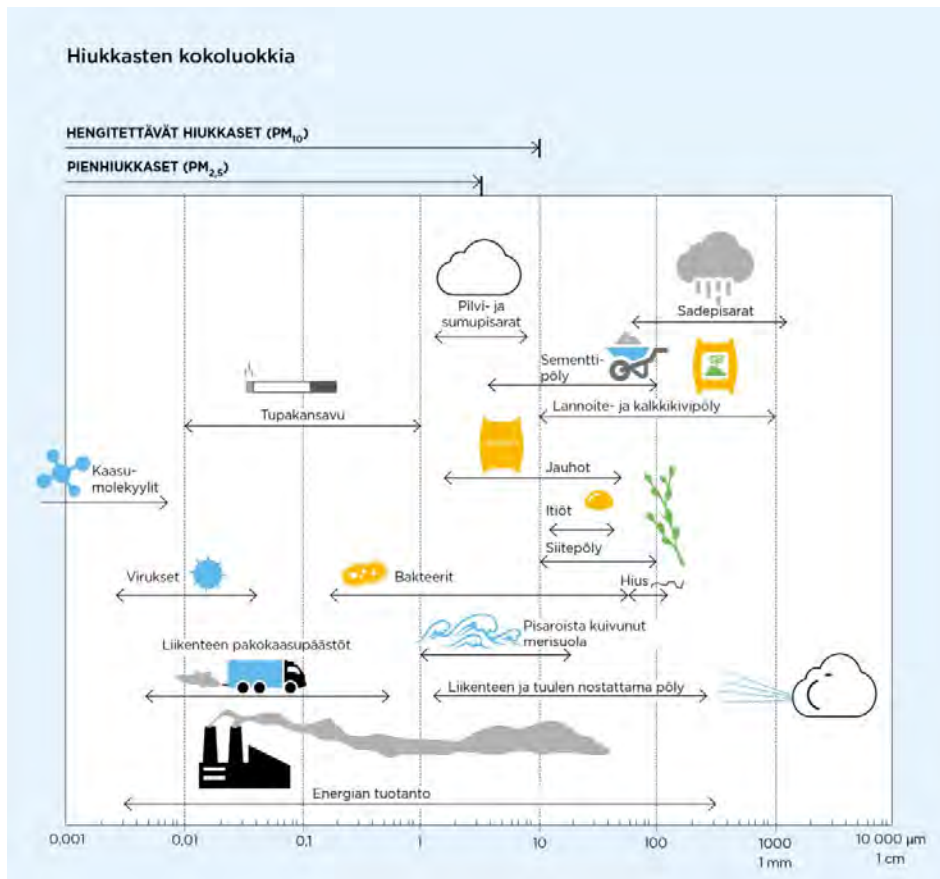 Hiukkasten kokoluokkia
HENGITETTÄVÄT HIUKKASET (PM10)
PIENHIUKKASET (PM2,5)
Pilvi- ja
sumupisarat
Sadepisarat
Sementti-
pöly
Tupakansavu
Lannoite- ja kalkkikivipöly
Kaasu-
molekyylit
Jauhot
Itiöt
Siitepöly
Virukset
Bakteerit
Hius
Liikenteen pakokaasupäästöt
Pisaroista kuivunut
merisuola
Liikenteen ja tuulen nostattama pöly
Energian tuotanto
0,001 0,01 0,1 1 10 100 1000 10 000 µm
1 mm 1 cm